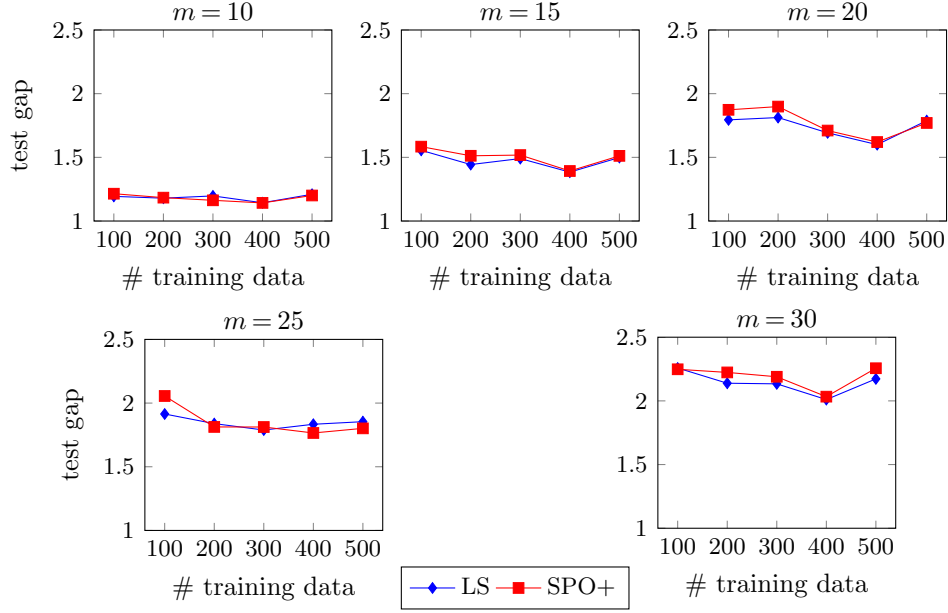 m = 10
m = 15
m = 20
2.5
2
1.5
1
test gap
100 200 300 400 500
# training data
2.5
2
1.5
1
100 200 300 400 500
# training data
2.5
2
1.5
1
100 200 300 400 500
# training data
m = 25
m = 30
2.5
2
1.5
1
test gap
100 200 300 400 500
# training data
2.5
2
1.5
1
100 200 300 400 500
# training data
LS SPO+